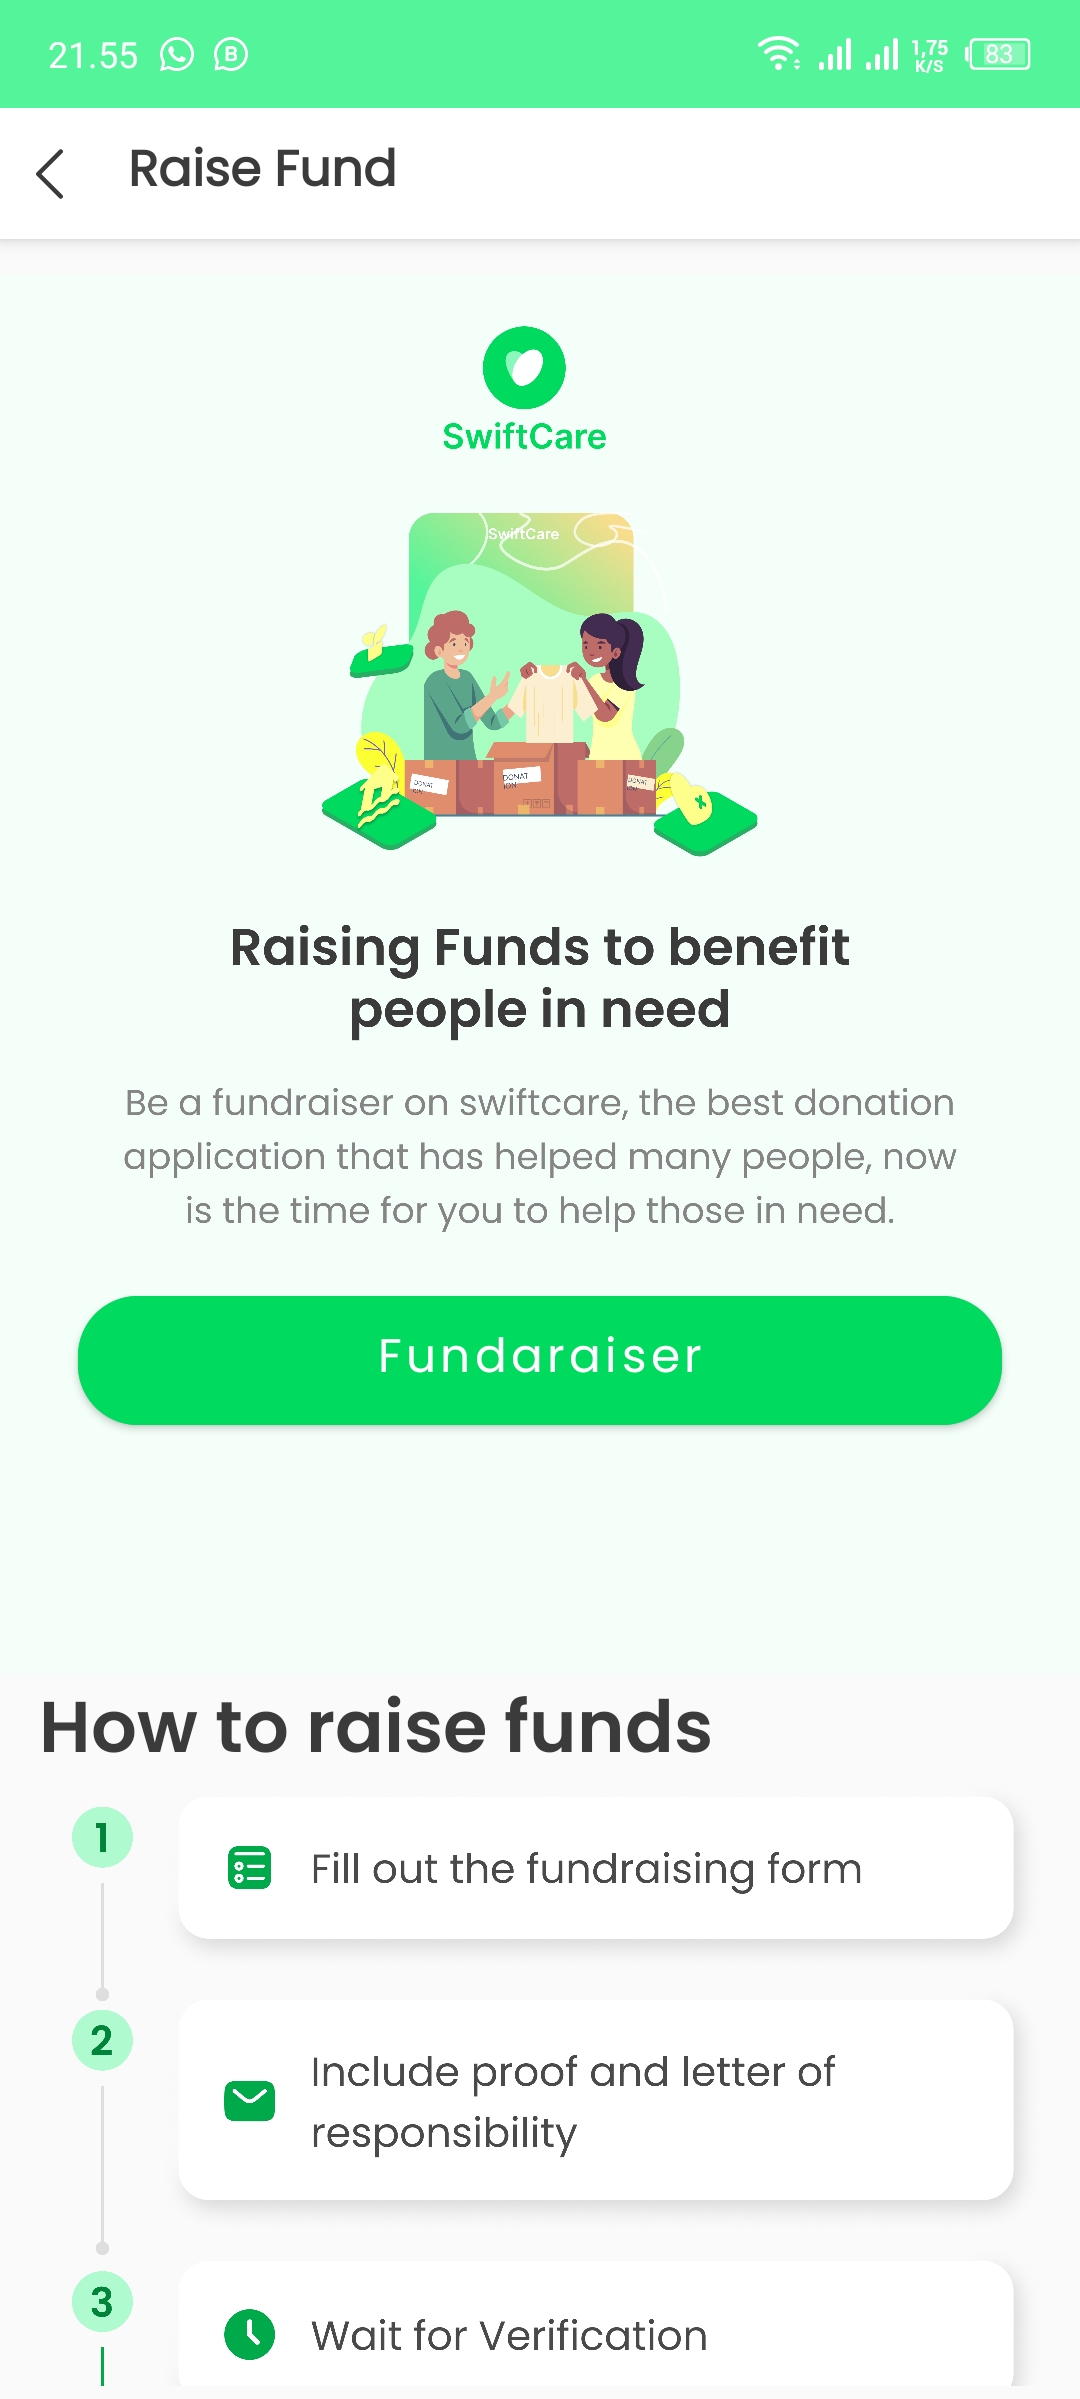 21.55
1,75
K/S
83
Raise Fund
SwiftCare
SwiftCare
DONAT
ION
DONAT
ION
DONAT
ION
Raising Funds to benefit
people in need
Be a fundraiser on swiftcare, the best donation
application that has helped many people, now
is the time for you to help those in need.
Fundaraiser
How to raise funds
1
Fill out the fundraising form
2
Include proof and letter of
responsibility
3
Wait for Verification